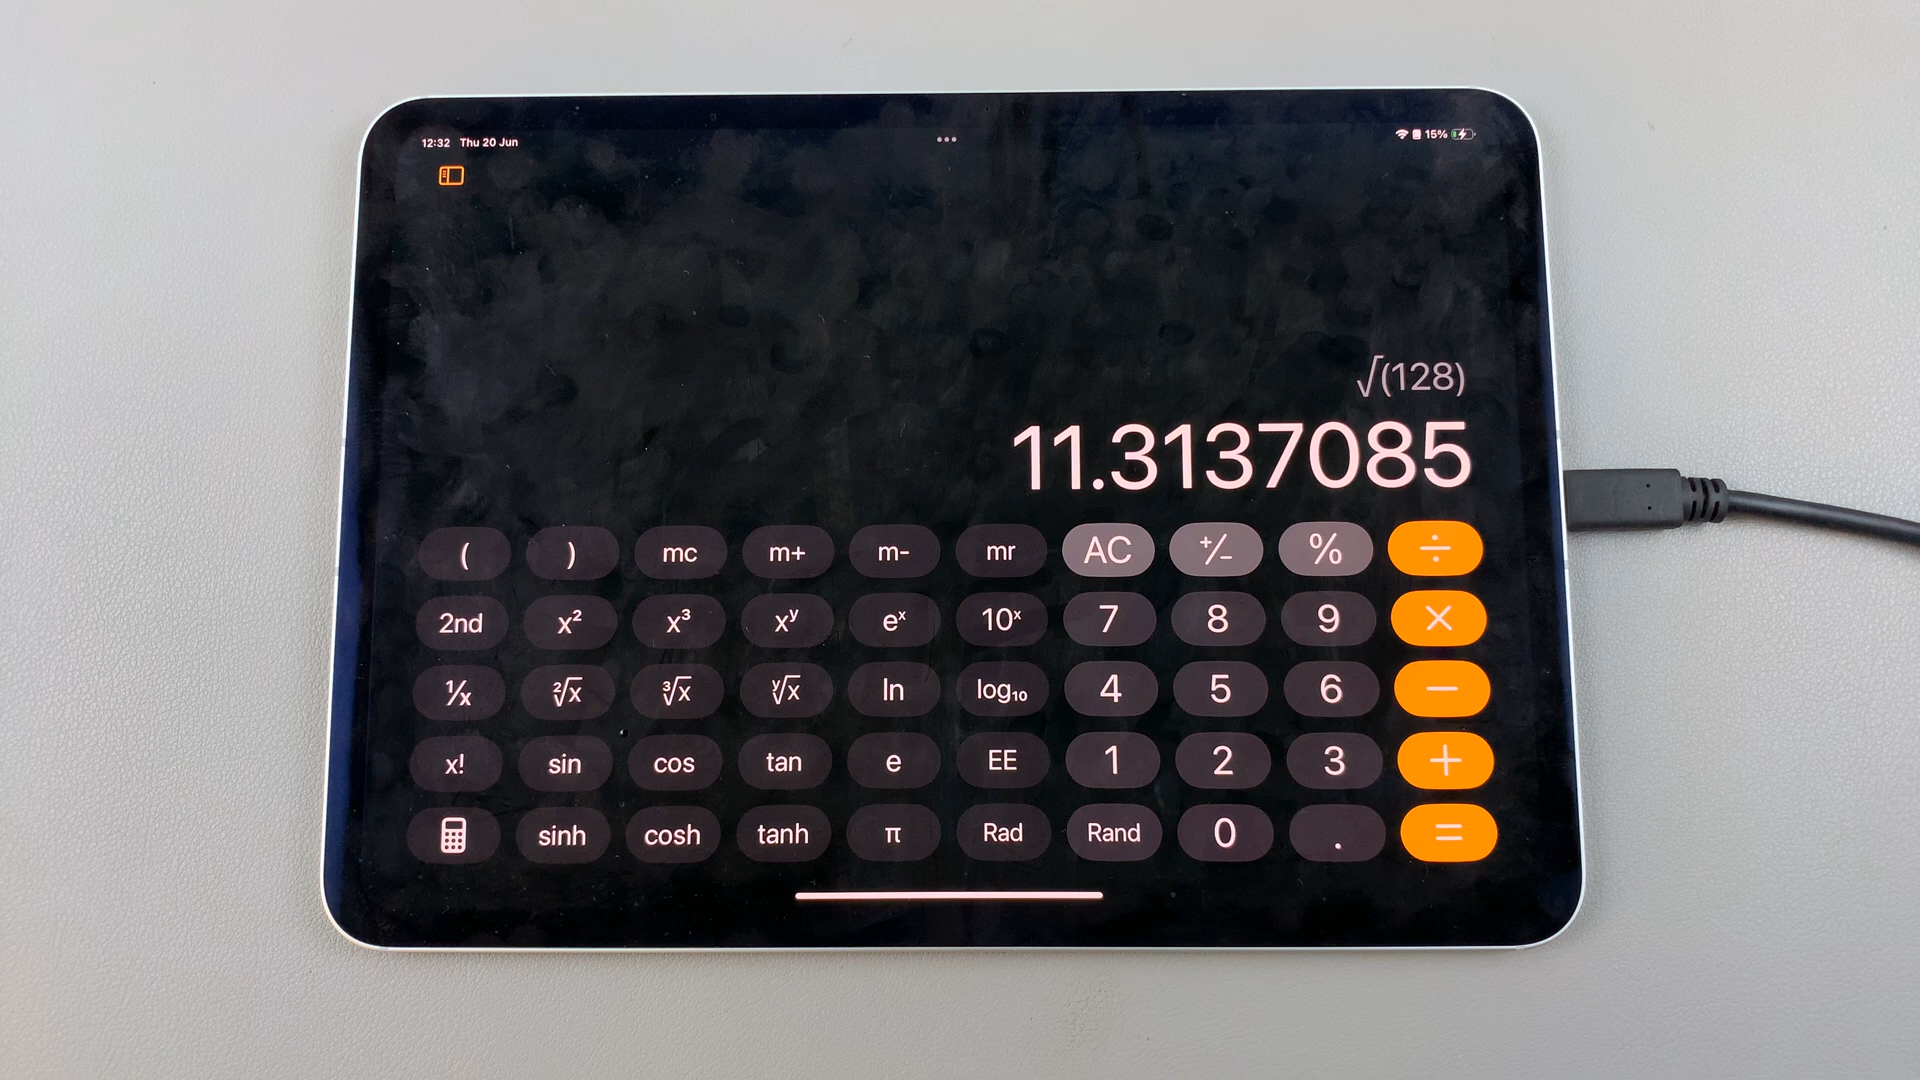 12:32 Thu 20 Jun
15%
√(128)
11.3137085
( ) mc m+ m- mr AC +/- % ÷
2nd x² x³ xʸ eˣ 10ˣ 7 8 9 ×
1/x ²√x ³√x ʸ√x ln log₁₀ 4 5 6 −
x! sin cos tan e EE 1 2 3 +
sinh cosh tanh π Rad Rand 0 . =